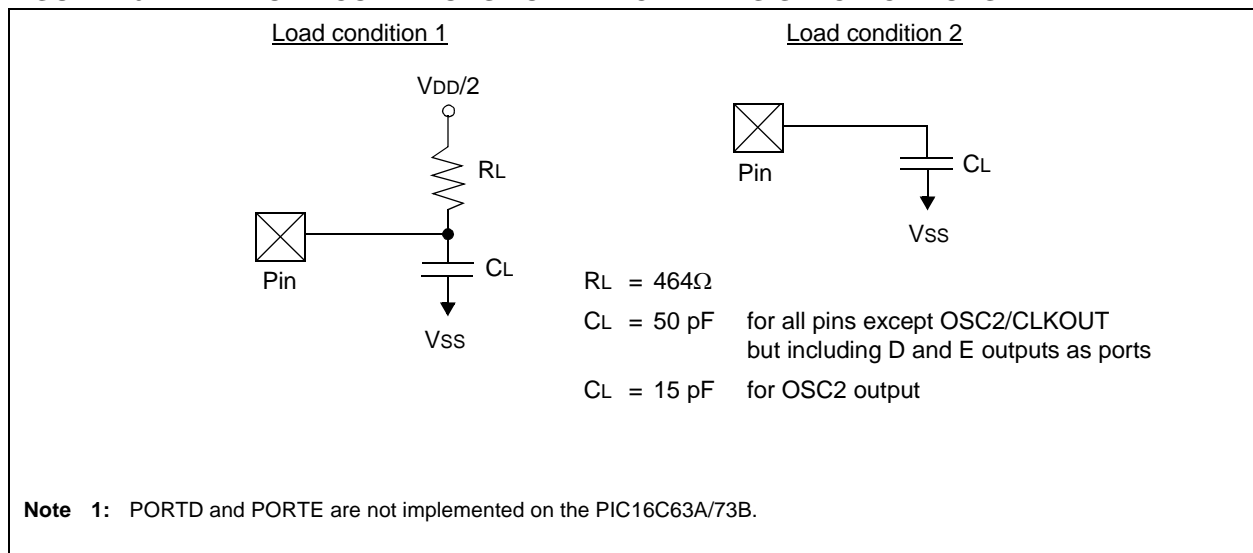 Load condition 1
Load condition 2
VDD/2
RL
Pin
CL
VSS
Pin
CL
VSS
RL = 464Ω
CL = 50 pF for all pins except OSC2/CLKOUT
but including D and E outputs as ports
CL = 15 pF for OSC2 output
Note 1: PORTD and PORTE are not implemented on the PIC16C63A/73B.